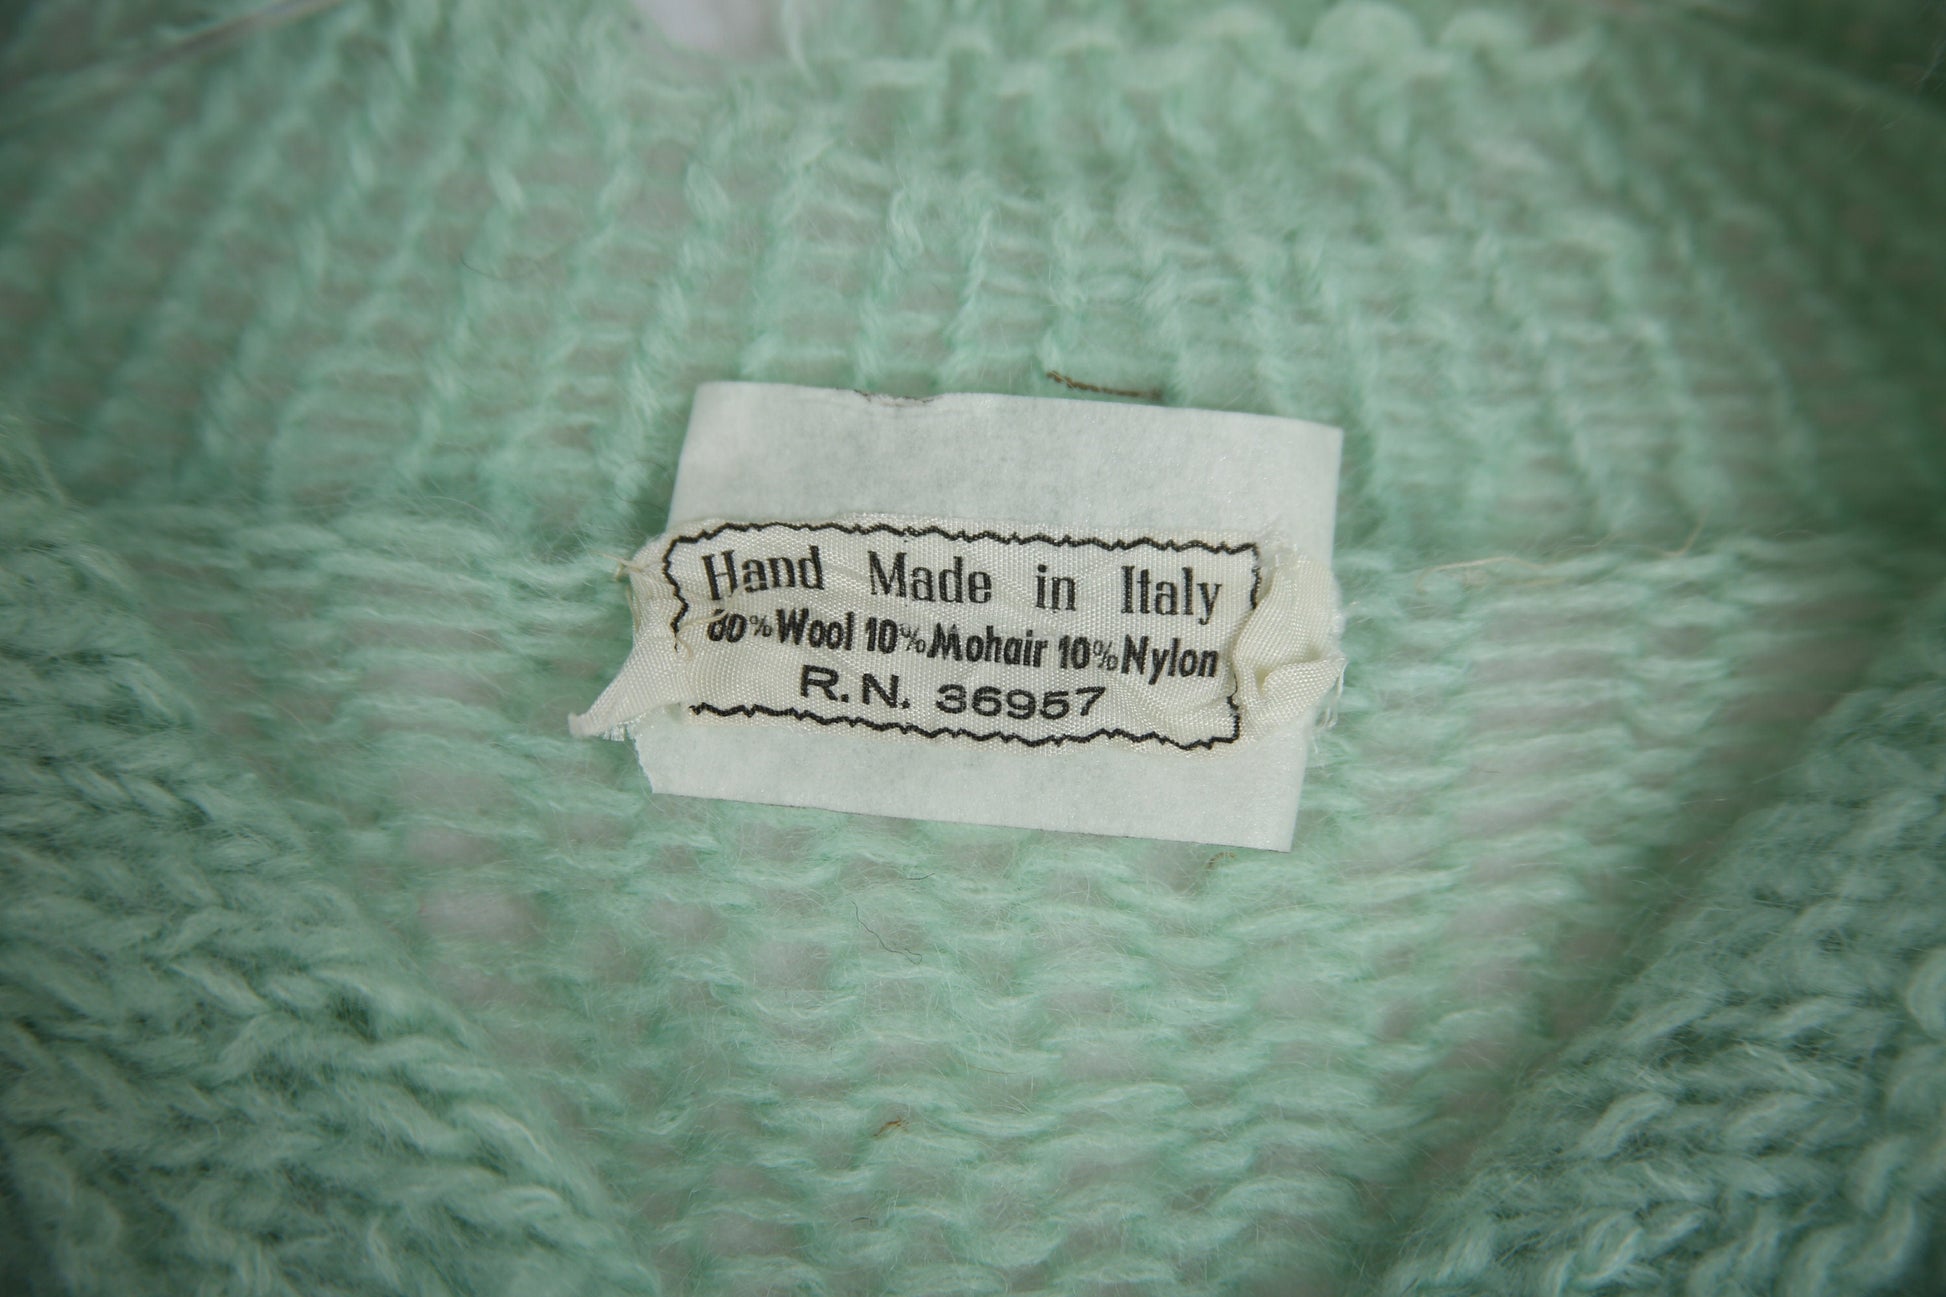 Hand Made in Italy
80% Wool 10% Mohair 10% Nylon
R.N. 36957